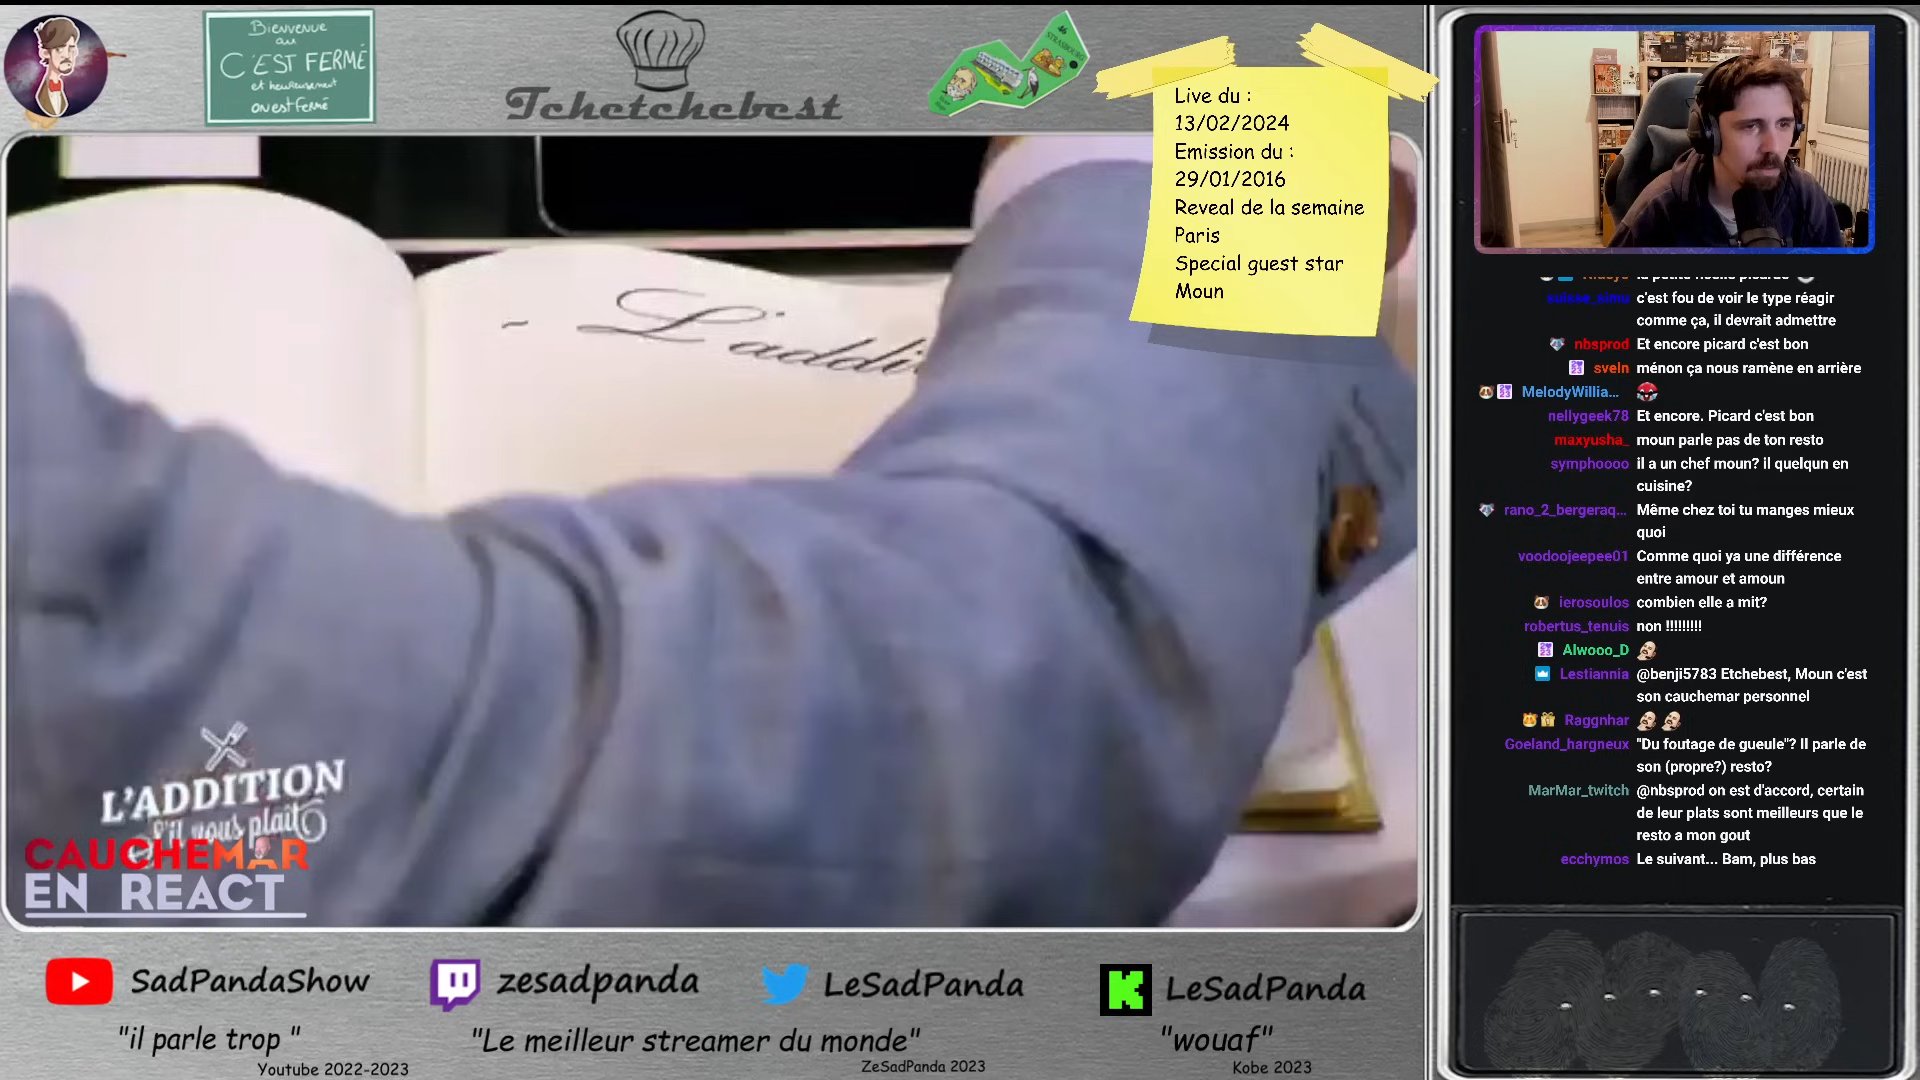 Bienvenue
au
C'EST FERMÉ
et heureusement
on est fermé
Tchetchebest
STRASBOURG
Live du :
13/02/2024
Emission du :
29/01/2016
Reveal de la semaine
Paris
Special guest star
Moun
~ L'addi
L'ADDITION
S'il vous plaît
CAUCHEMAR
EN REACT
suisse_simu c'est fou de voir le type réagir
comme ça, il devrait admettre
nbsprod Et encore picard c'est bon
sveln ménon ça nous ramène en arrière
MelodyWillia...
nellygeek78 Et encore. Picard c'est bon
maxyusha_ moun parle pas de ton resto
symphoooo il a un chef moun? il quelqun en
cuisine?
rano_2_bergeraq... Même chez toi tu manges mieux
quoi
voodoojeepee01 Comme quoi ya une différence
entre amour et amoun
ierosoulos combien elle a mit?
robertus_tenuis non !!!!!!!!!
Alwooo_D
Lestiannia @benji5783 Etchebest, Moun c'est
son cauchemar personnel
Raggnhar
Goeland_hargneux "Du foutage de gueule"? Il parle de
son (propre?) resto?
MarMar_twitch @nbsprod on est d'accord, certain
de leur plats sont meilleurs que le
resto a mon gout
ecchymos Le suivant... Bam, plus bas
SadPandaShow
zesadpanda
LeSadPanda
LeSadPanda
"il parle trop "
Youtube 2022-2023
"Le meilleur streamer du monde"
ZeSadPanda 2023
"wouaf"
Kobe 2023